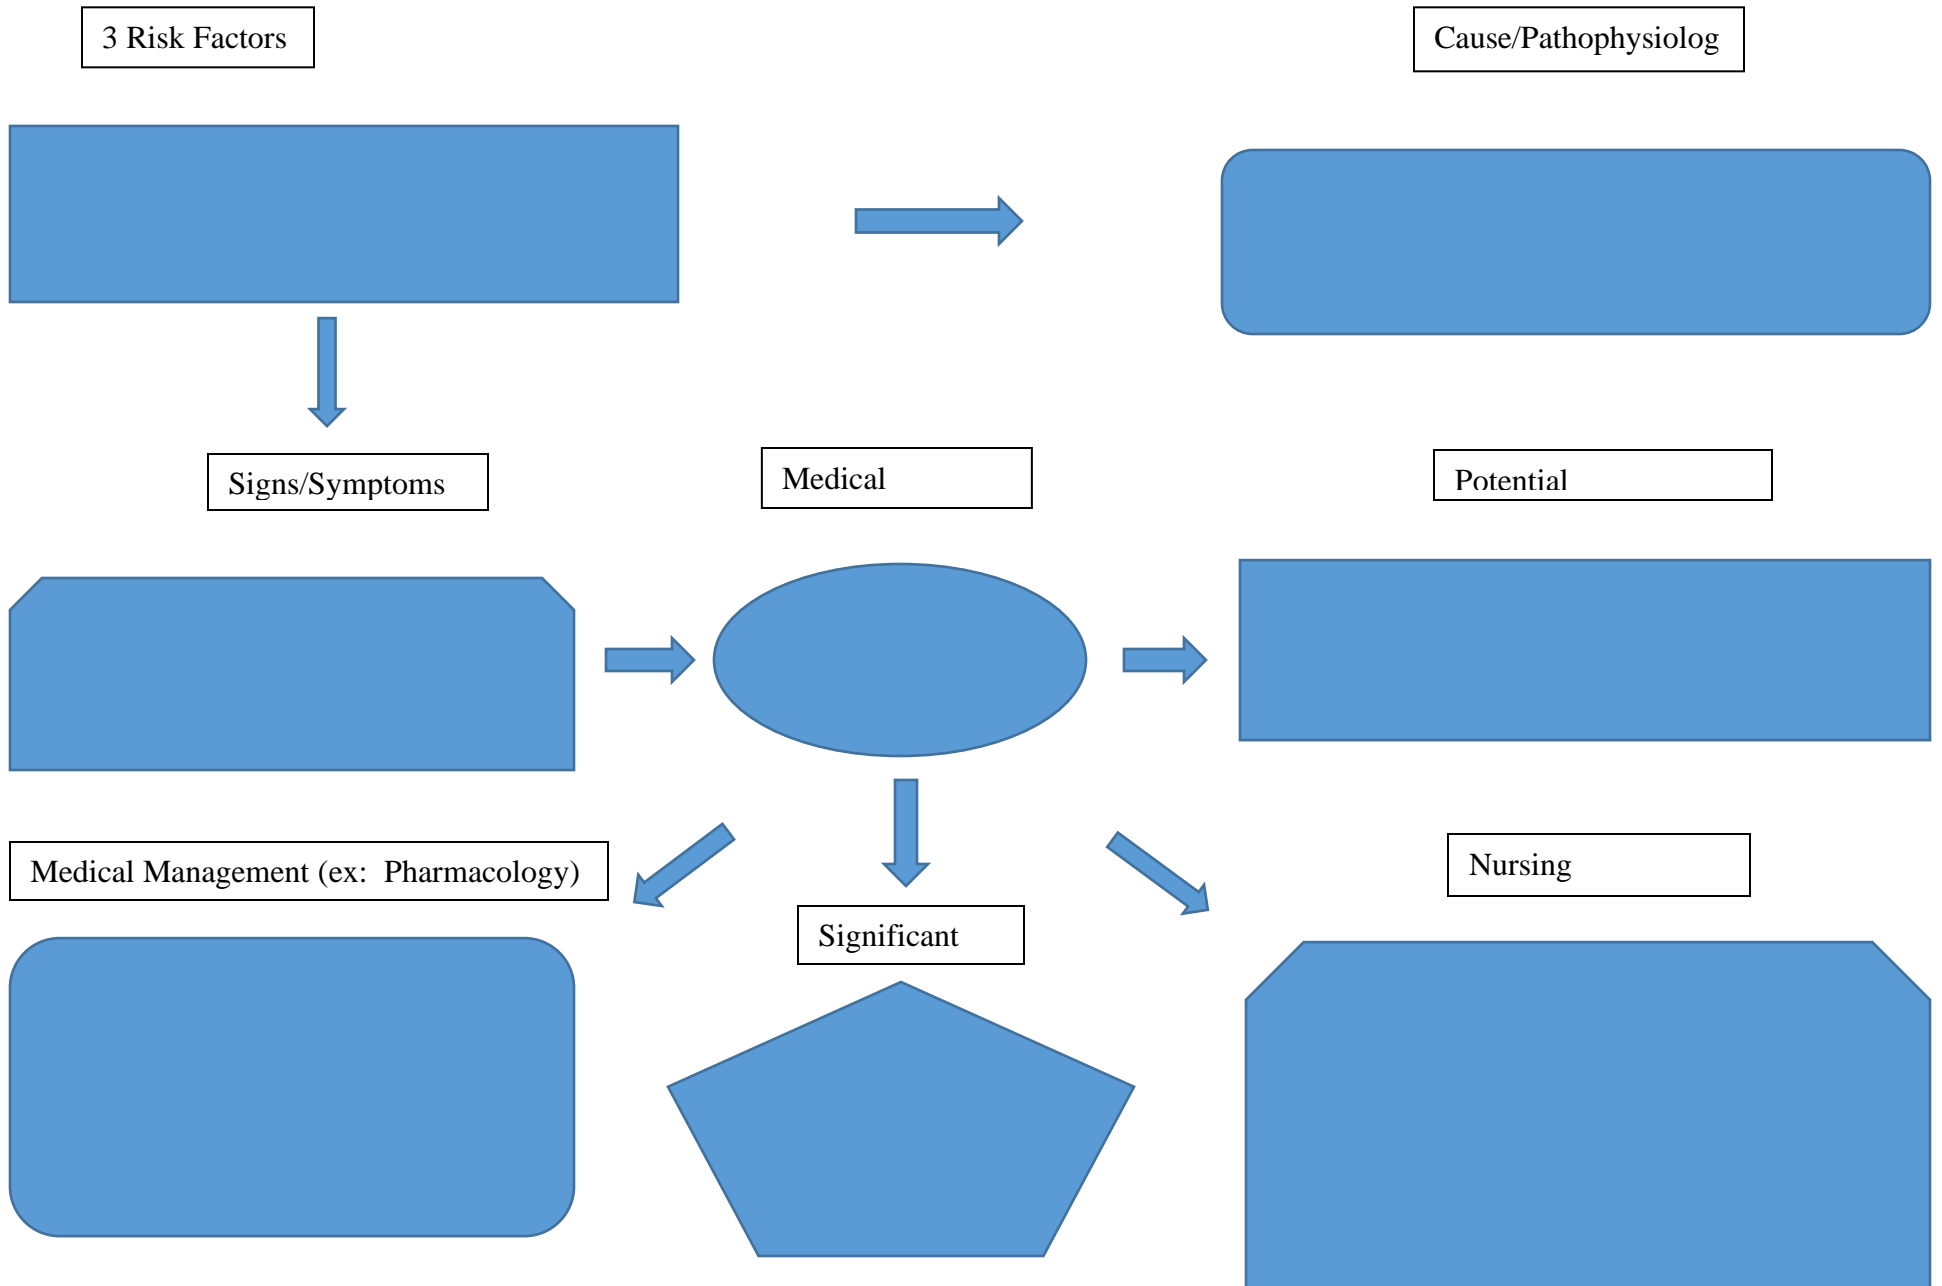 3 Risk Factors
Cause/Pathophysiolog
Signs/Symptoms
Medical
Potential
Medical Management (ex:  Pharmacology)
Significant
Nursing